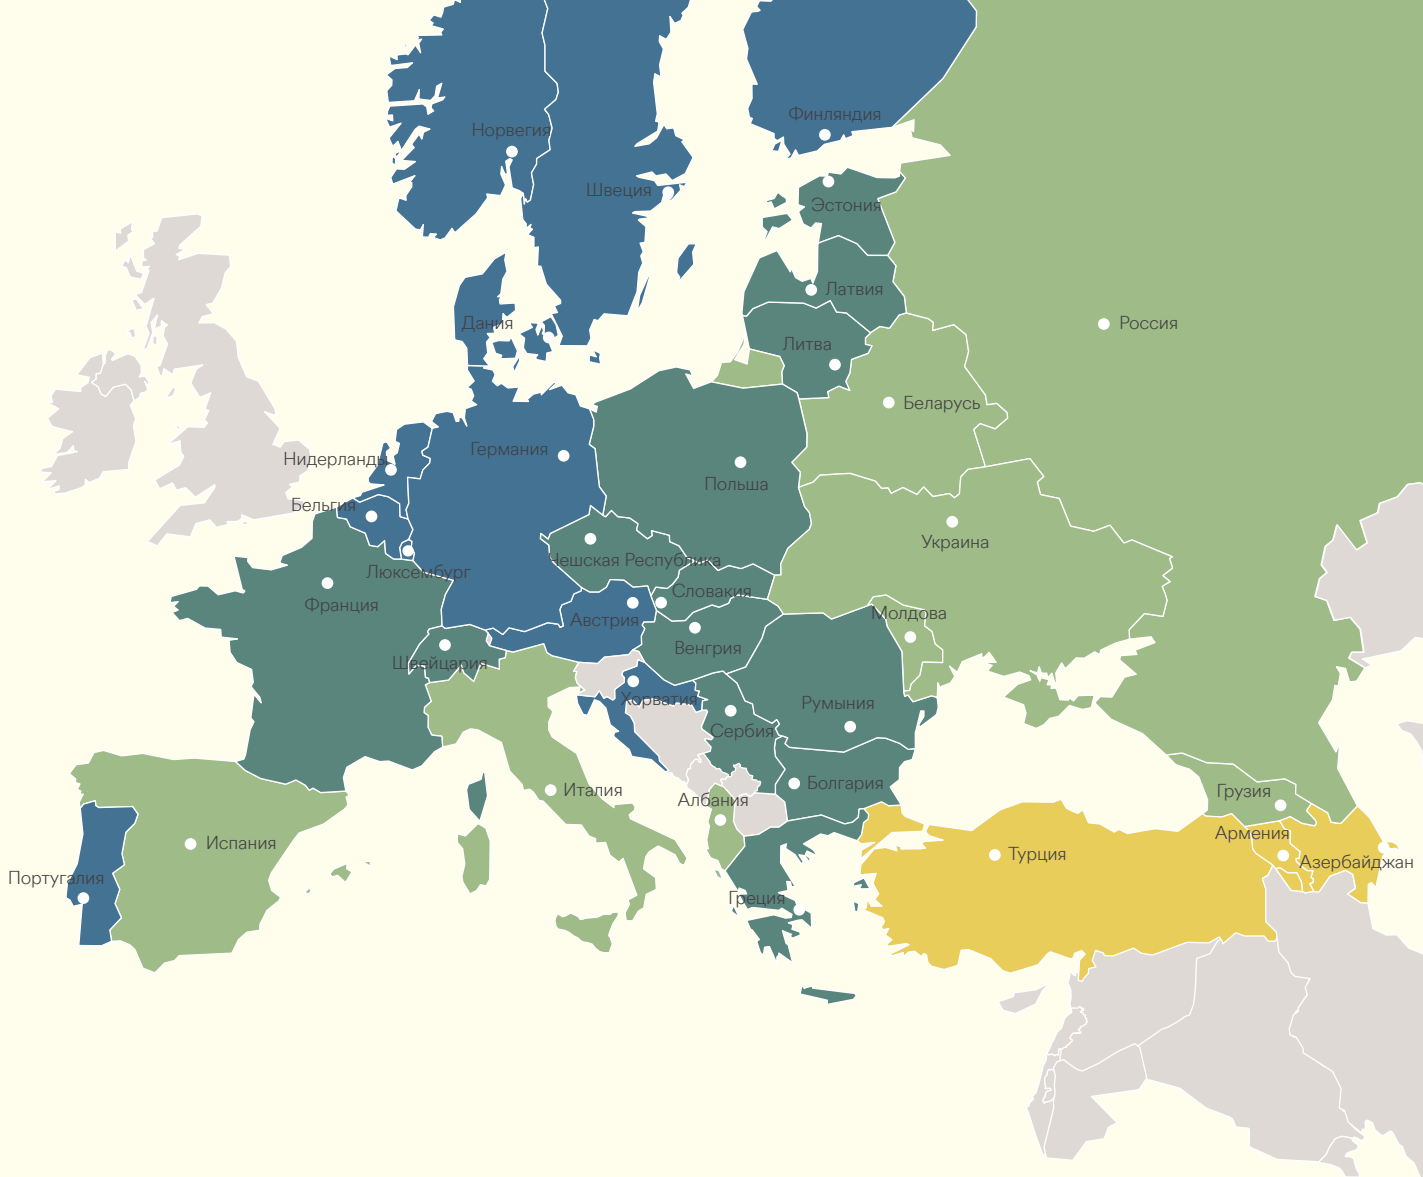 Финляндия
Норвегия
Швеция
Эстония
Латвия
Дания
Россия
Литва
Беларусь
Германия
Нидерланды
Польша
Бельгия
Украина
Чешская Республика
Люксембург
Словакия
Франция
Молдова
Австрия
Венгрия
Швейцария
Хорватия
Румыния
Сербия
Болгария
Италия
Грузия
Албания
Армения
Испания
Турция
Азербайджан
Португалия
Греция